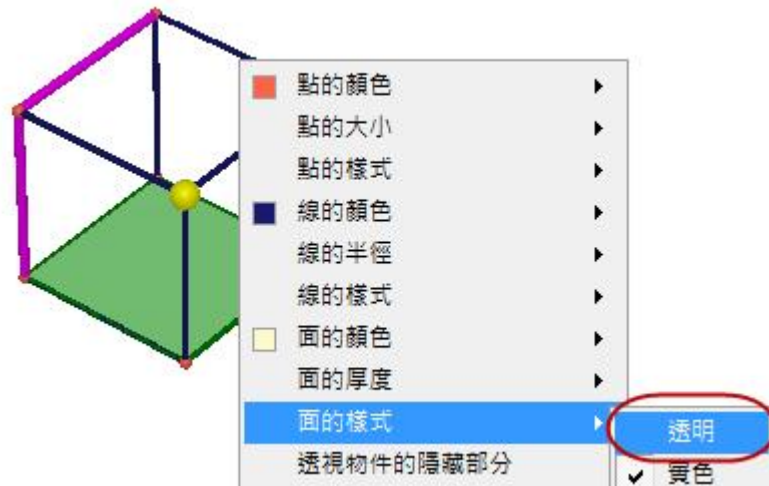 點的顏色
點的大小
點的樣式
線的顏色
線的半徑
線的樣式
面的顏色
面的厚度
面的樣式
透明
透視物件的隱藏部分
實色